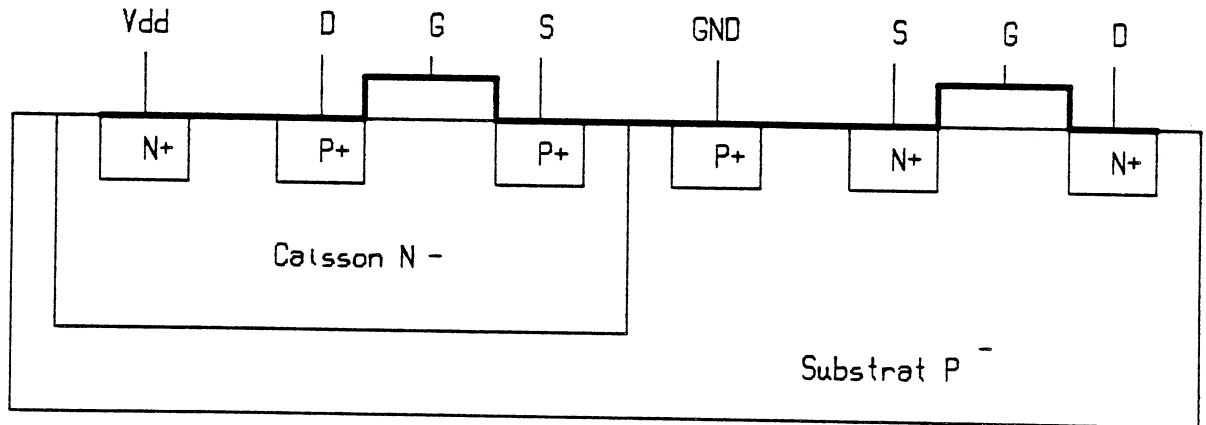 Vdd D G S GND S G D
N+ P+ P+ P+ N+ N+
Caisson N -
Substrat P -